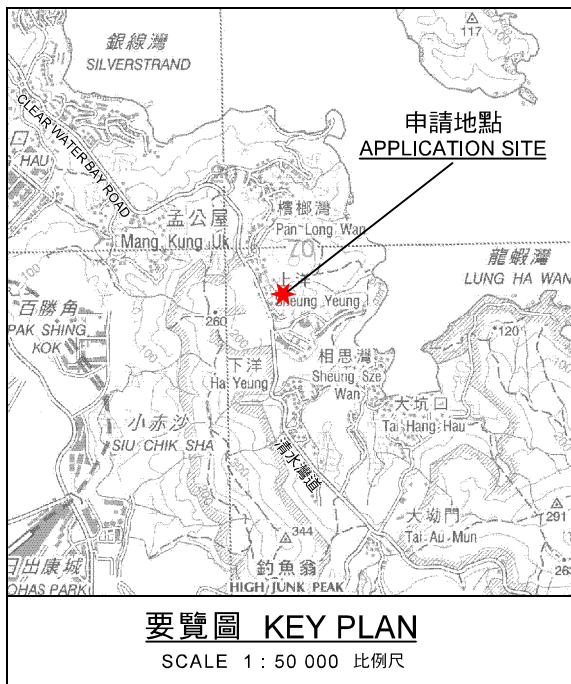 117
銀線灣
SILVERSTRAND
CLEAR WATER BAY ROAD
申請地點
APPLICATION SITE
HAU
檳榔灣
Pan Long Wan
孟公屋
Mang Kung Uk
龍蝦灣
LUNG HA WAN
上洋
Sheung Yeung
百勝角
PAK SHING
KOK
260
120
下洋
Ha Yeung
相思灣
Sheung Sze
Wan
大坑口
Tai Hang Hau
小赤沙
SIU CHIK SHA
清水灣道
大坳門
Tai Au Mun
291
344
日出康城
OHAS PARK
釣魚翁
HIGH JUNK PEAK
263
要覽圖 KEY PLAN
SCALE 1 : 50 000 比例尺